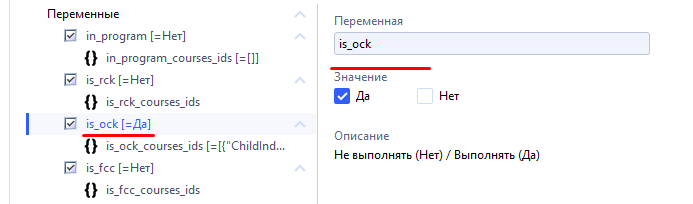 Переменные
in_program [=Нет]
{} in_program_courses_ids [=[]]
is_rck [=Нет]
{} is_rck_courses_ids
is_ock [=Да]
{} is_ock_courses_ids [=[{"ChildInd...
is_fcc [=Нет]
{} is_fcc_courses_ids
Переменная
is_ock
Значение
Да Нет
Описание
Не выполнять (Нет) / Выполнять (Да)